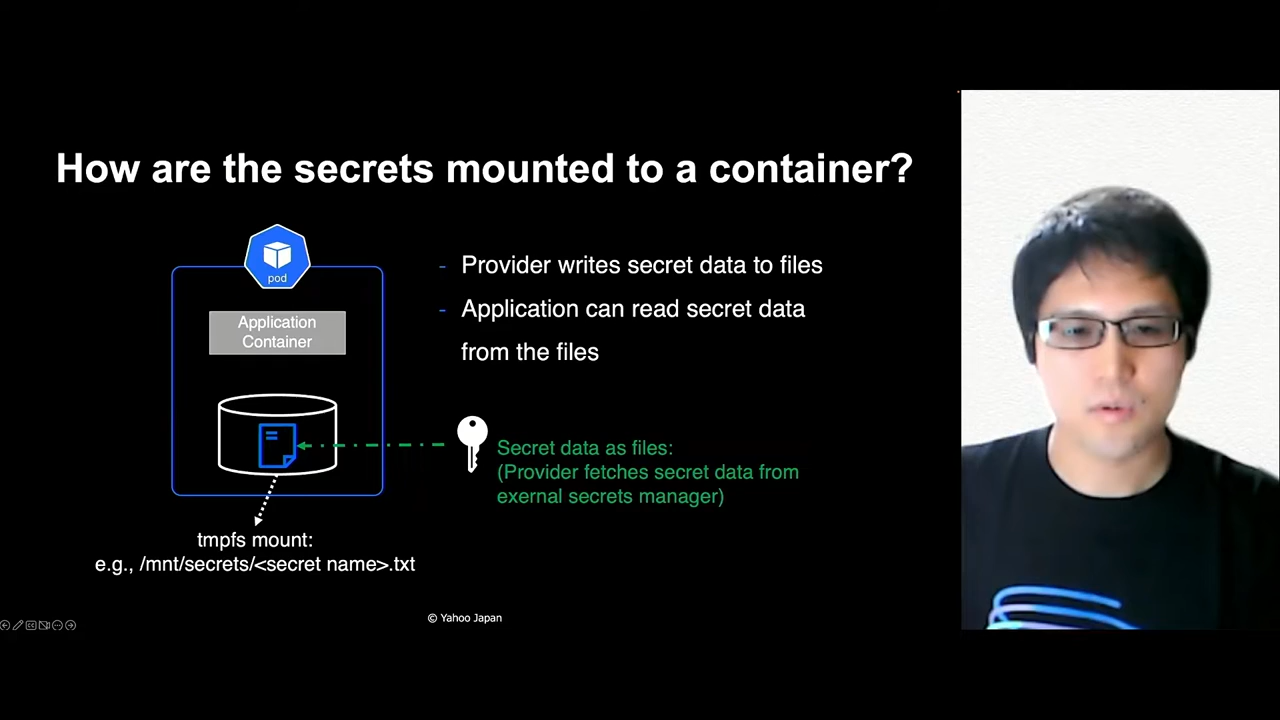 How are the secrets mounted to a container?
pod
Application
Container
- Provider writes secret data to files
- Application can read secret data
from the files
Secret data as files:
(Provider fetches secret data from
exernal secrets manager)
tmpfs mount:
e.g., /mnt/secrets/<secret name>.txt
© Yahoo Japan